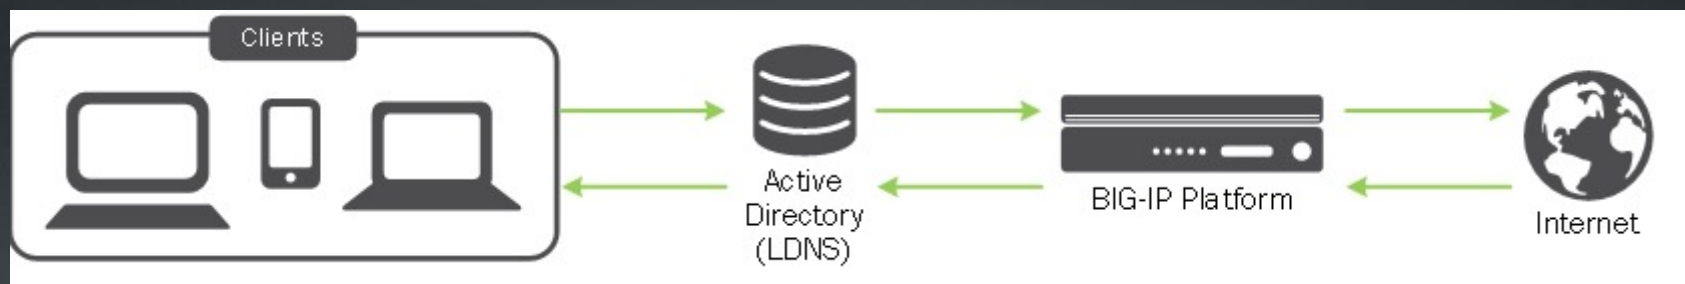 Clients
Active
Directory
(LDNS)
BIG-IP Platform
Internet